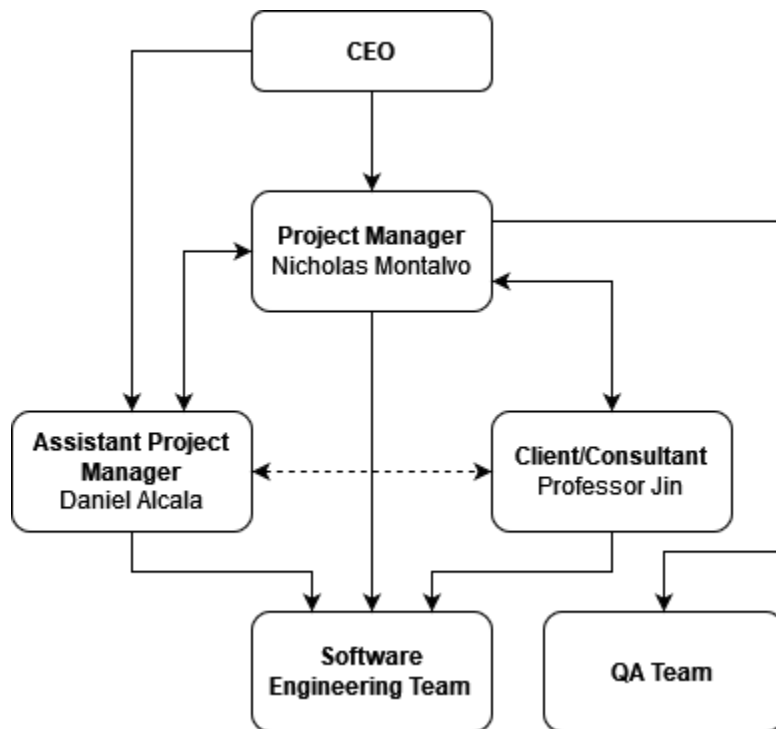 CEO
Project Manager
Nicholas Montalvo
Assistant Project
Manager
Daniel Alcala
Client/Consultant
Professor Jin
Software
Engineering Team
QA Team